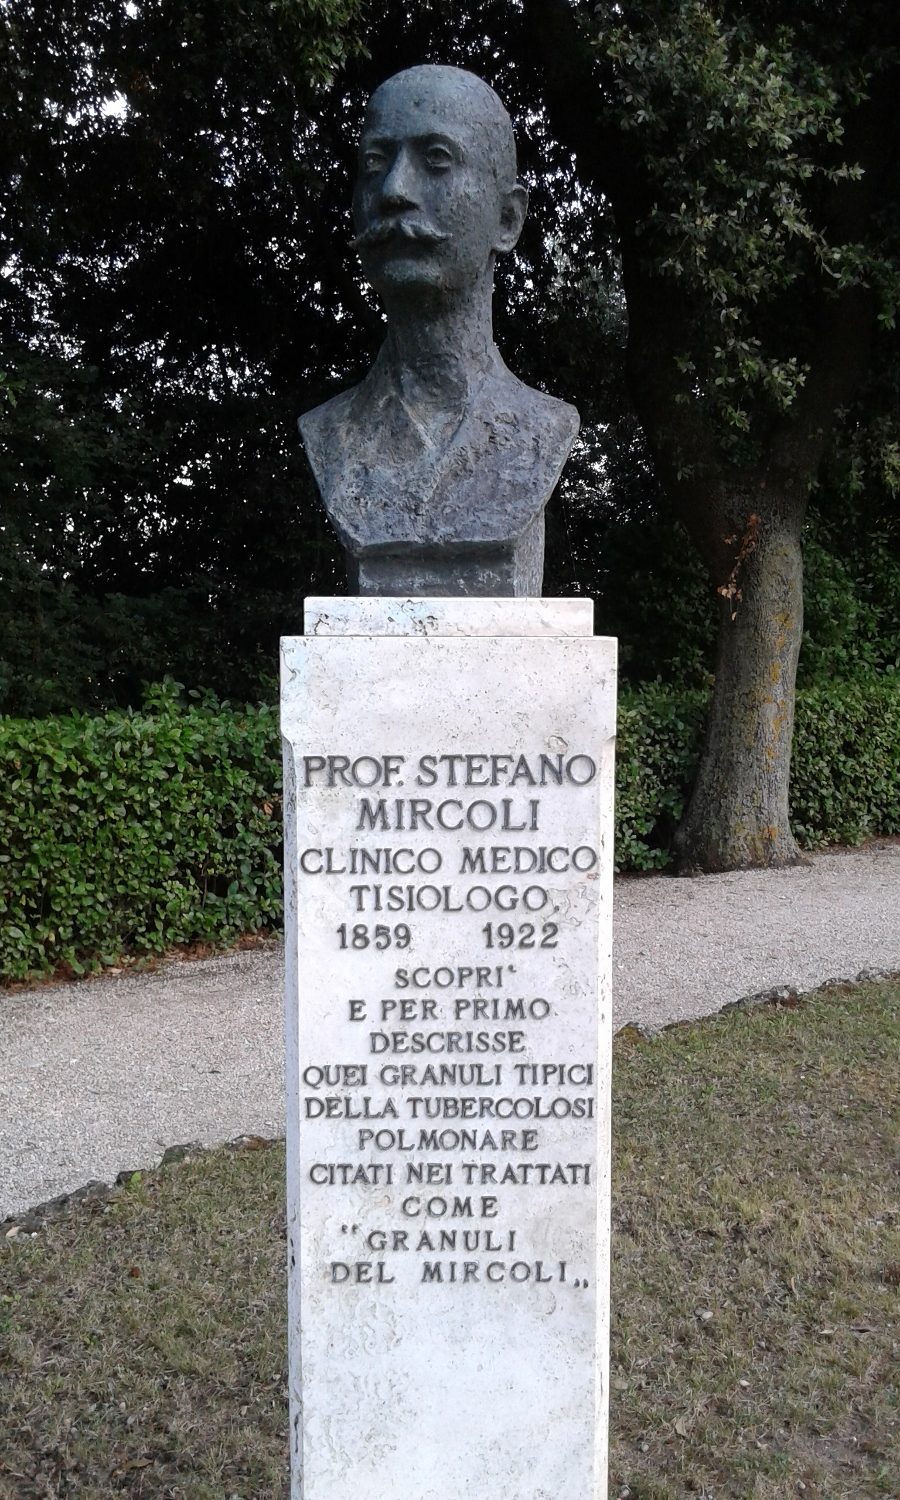 PROF. STEFANO
MIRCOLI
CLINICO MEDICO
TISIOLOGO
1859 1922
SCOPRI'
E PER PRIMO
DESCRISSE
QUEI GRANULI TIPICI
DELLA TUBERCOLOSI
POLMONARE
CITATI NEI TRATTATI
COME
"GRANULI
DEL MIRCOLI„